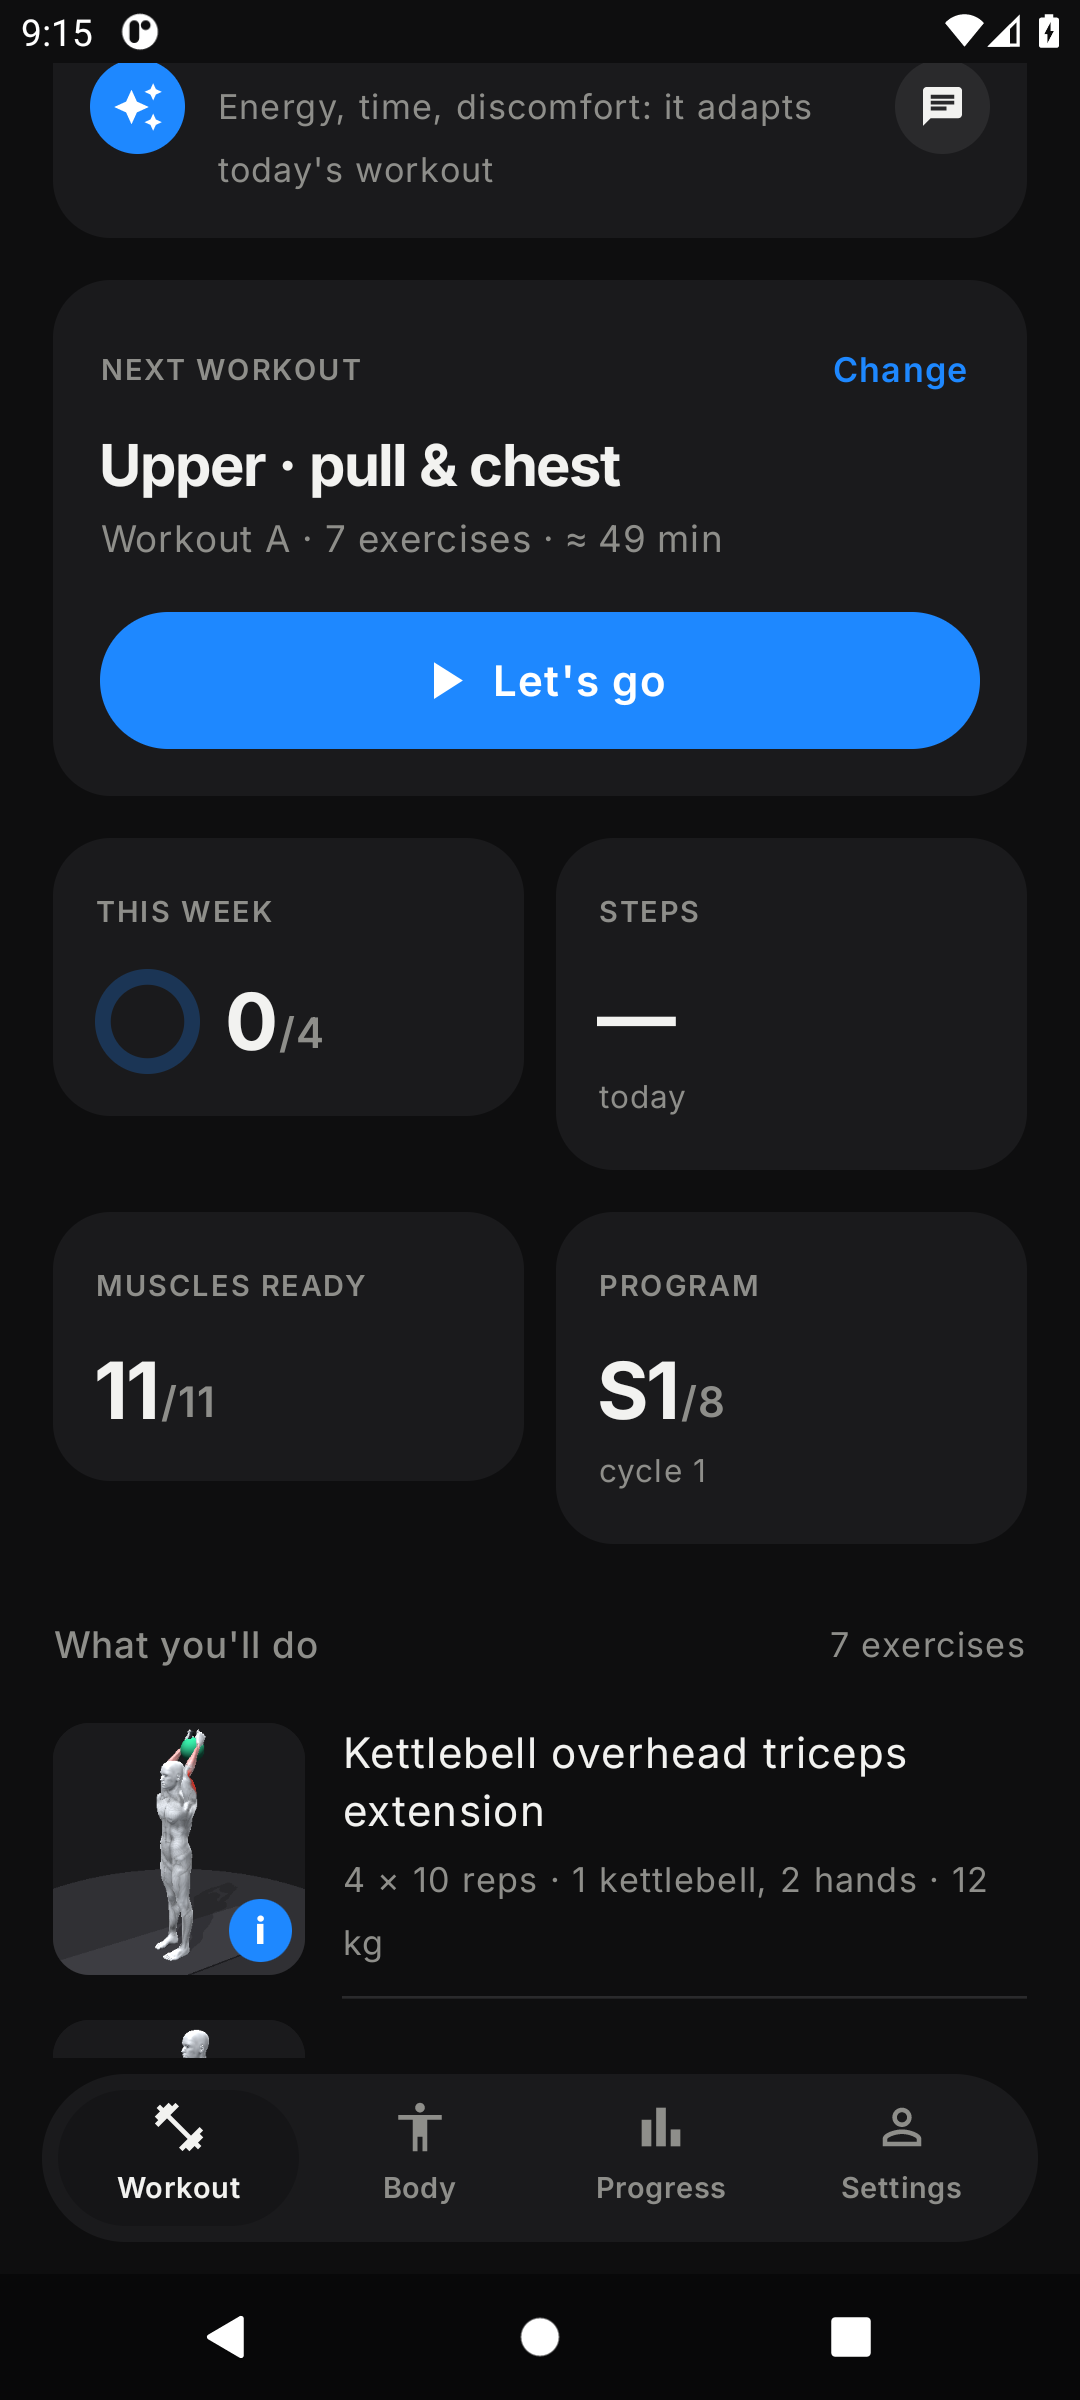 9:15
Energy, time, discomfort: it adapts
today's workout
NEXT WORKOUT
Change
Upper · pull & chest
Workout A · 7 exercises · ≈ 49 min
Let's go
THIS WEEK
0/4
STEPS
—
today
MUSCLES READY
11/11
PROGRAM
S1/8
cycle 1
What you'll do
7 exercises
Kettlebell overhead triceps
extension
4 × 10 reps · 1 kettlebell, 2 hands · 12
kg
i
Workout
Body
Progress
Settings